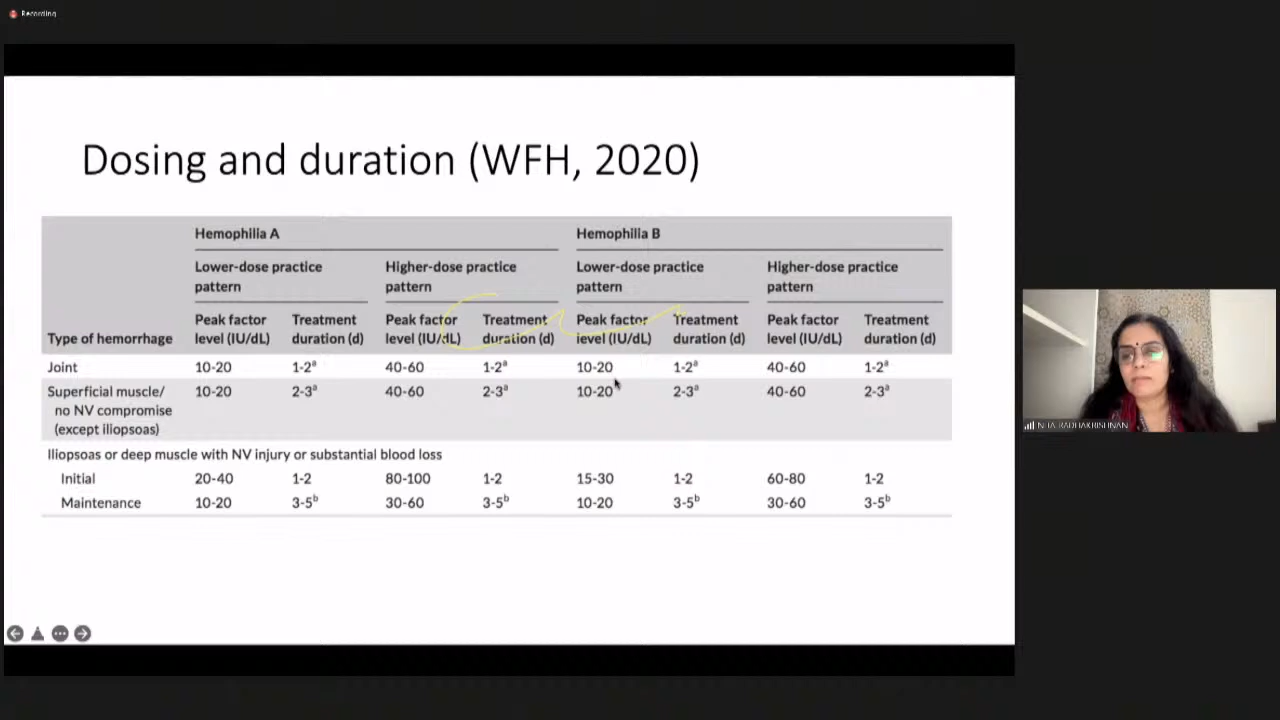 Recording
Dosing and duration (WFH, 2020)
Hemophilia A Hemophilia B
Lower-dose practice pattern Higher-dose practice pattern Lower-dose practice pattern Higher-dose practice pattern
Type of hemorrhage Peak factor level (IU/dL) Treatment duration (d) Peak factor level (IU/dL) Treatment duration (d) Peak factor level (IU/dL) Treatment duration (d) Peak factor level (IU/dL) Treatment duration (d)
Joint 10-20 1-2ᵃ 40-60 1-2ᵃ 10-20 1-2ᵃ 40-60 1-2ᵃ
Superficial muscle/ 10-20 2-3ᵃ 40-60 2-3ᵃ 10-20 2-3ᵃ 40-60 2-3ᵃ
no NV compromise
(except iliopsoas)
Iliopsoas or deep muscle with NV injury or substantial blood loss
Initial 20-40 1-2 80-100 1-2 15-30 1-2 60-80 1-2
Maintenance 10-20 3-5ᵇ 30-60 3-5ᵇ 10-20 3-5ᵇ 30-60 3-5ᵇ
RADHAKRISHNAN